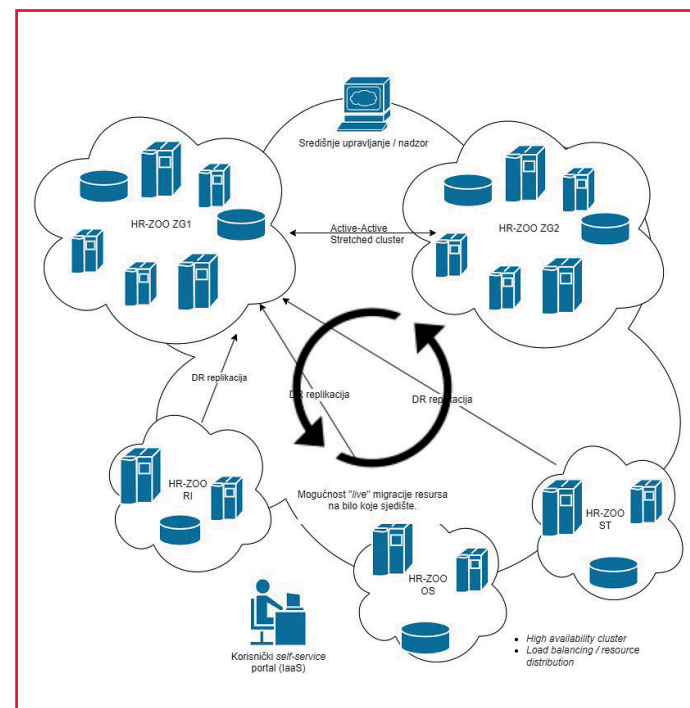 Središnje upravljanje / nadzor
HR-ZOO ZG1
HR-ZOO ZG2
Active-Active
Stretched cluster
DR replikacija
DR replikacija
DR replikacija
HR-ZOO
RI
Mogućnost "live" migracije resursa
na bilo koje sjedište.
HR-ZOO
ST
HR-ZOO
OS
Korisnički self-service
portal (IaaS)
• High availability cluster
• Load balancing / resource
distribution